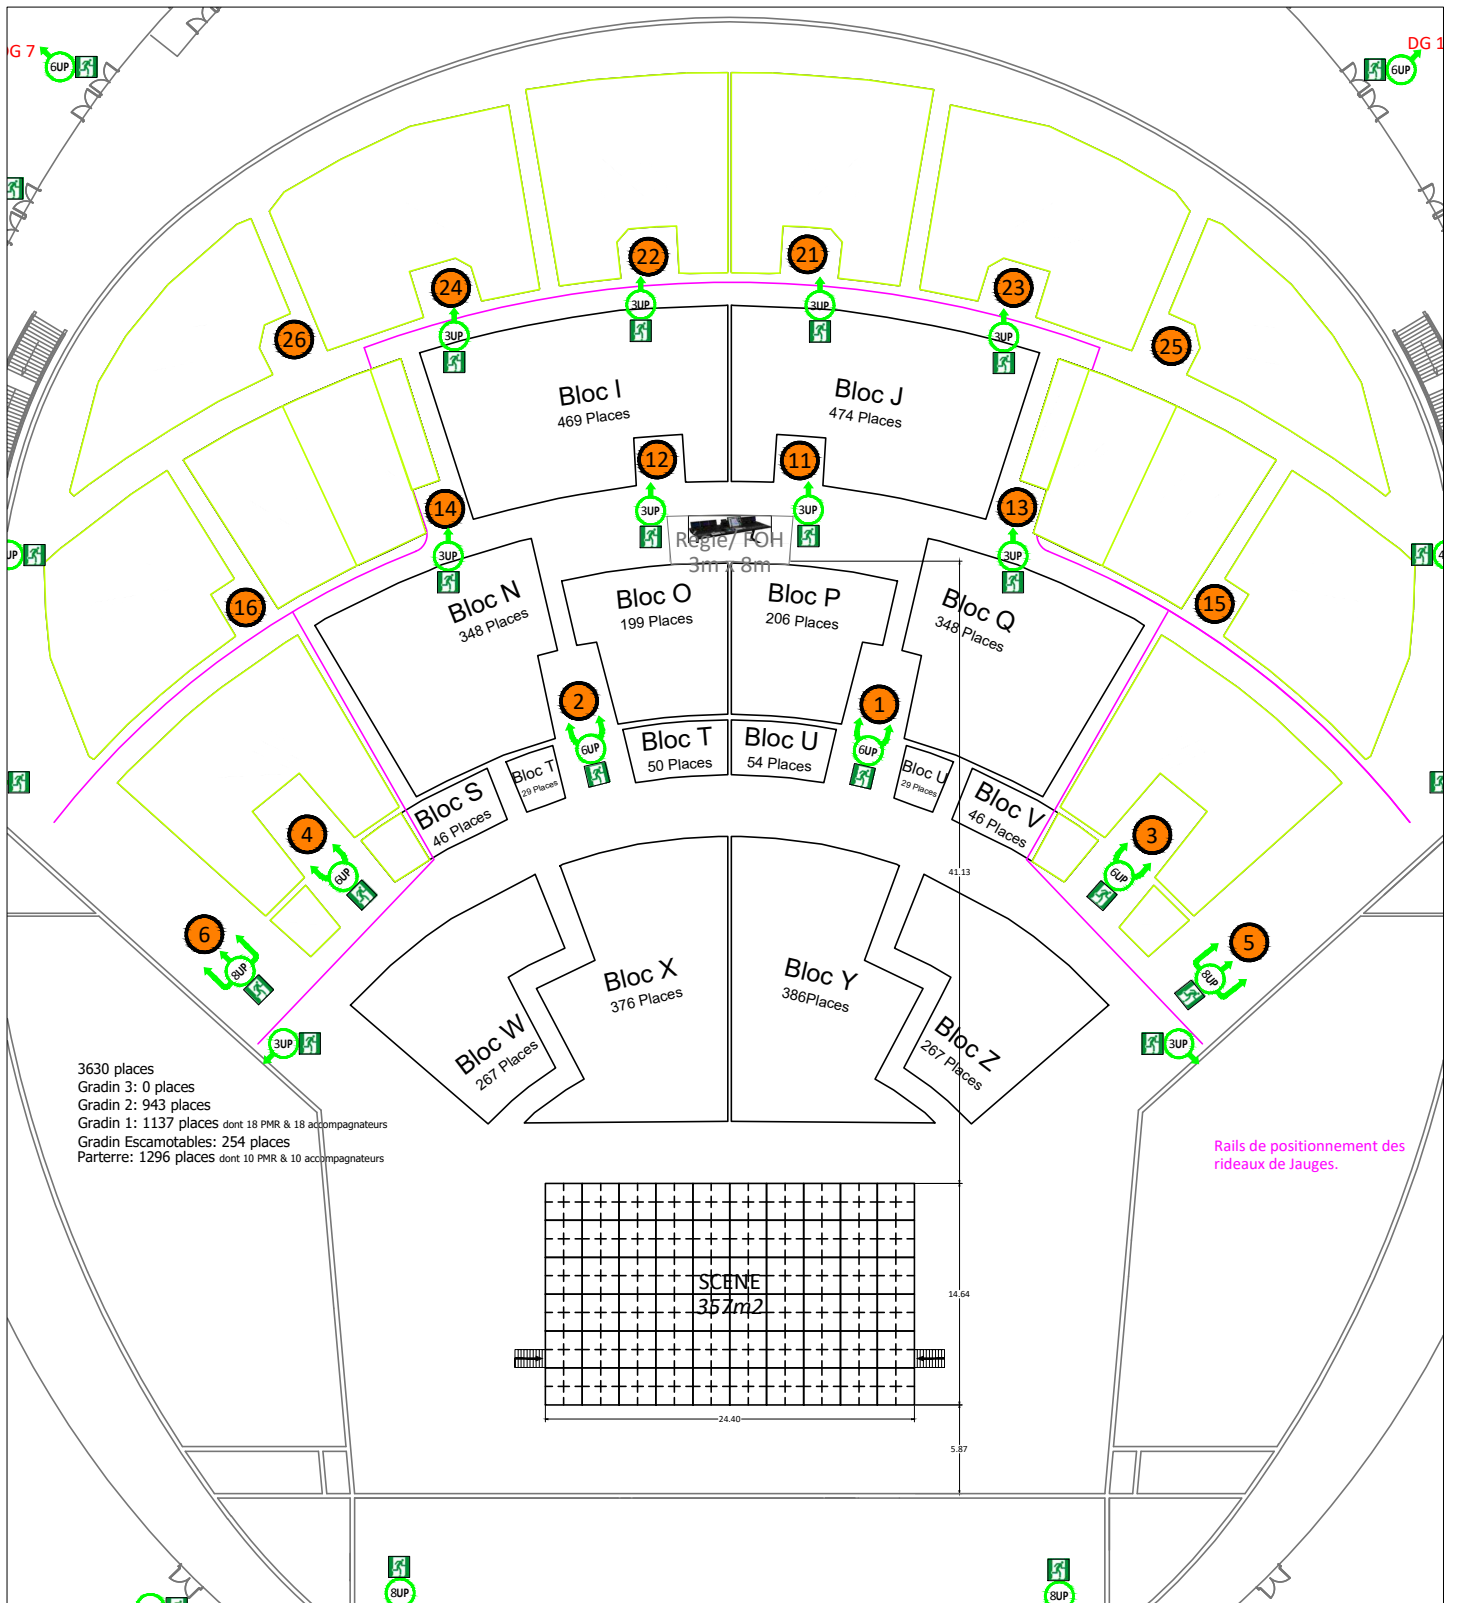 DG 7
6UP
6UP
DG 1
22
21
24
23
3UP
3UP
3UP
3UP
26
25
Bloc I
469 Places
Bloc J
474 Places
12
11
14
13
3UP
3UP
Régie/ FOH
3m x 8m
3UP
3UP
UP
4
16
15
Bloc N
348 Places
Bloc O
199 Places
Bloc P
206 Places
Bloc Q
348 Places
2
1
6UP
6UP
Bloc T
50 Places
Bloc U
54 Places
Bloc T
29 Places
Bloc U
29 Places
Bloc S
46 Places
Bloc V
46 Places
4
3
6UP
6UP
41.13
6
5
8UP
8UP
Bloc X
376 Places
Bloc Y
386Places
Bloc W
267 Places
Bloc Z
267 Places
3UP
3UP
3630 places
Gradin 3: 0 places
Gradin 2: 943 places
Gradin 1: 1137 places dont 18 PMR & 18 accompagnateurs
Gradin Escamotables: 254 places
Parterre: 1296 places dont 10 PMR & 10 accompagnateurs
Rails de positionnement des
rideaux de Jauges.
SCENE
357m2
14.64
24.40
5.87
8UP
8UP